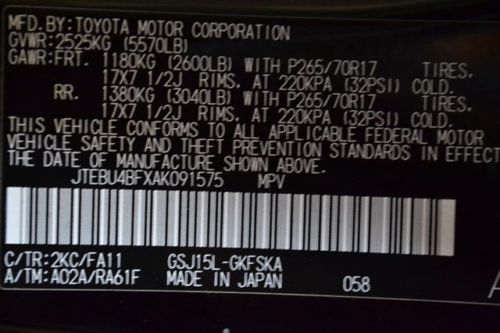 MFD. BY: TOYOTA MOTOR CORPORATION
GVWR: 2525KG (5570LB)
GAWR: FRT. 1180KG (2600LB) WITH P265/70R17 TIRES,
17X7 1/2J RIMS, AT 220KPA (32PSI) COLD.
RR. 1380KG (3040LB) WITH P265/70R17 TIRES,
17X7 1/2J RIMS, AT 220KPA (32PSI) COLD.
THIS VEHICLE CONFORMS TO ALL APPLICABLE FEDERAL MOTOR
VEHICLE SAFETY AND THEFT PREVENTION STANDARDS IN EFFECT
THE DATE OF MANUFACTURE SHOWN ABOVE.
JTEBU4BFXAK091575 MPV
C/TR: 2KC/FA11 GSJ15L-GKFSKA
A/TM: A02A/RA61F MADE IN JAPAN 058